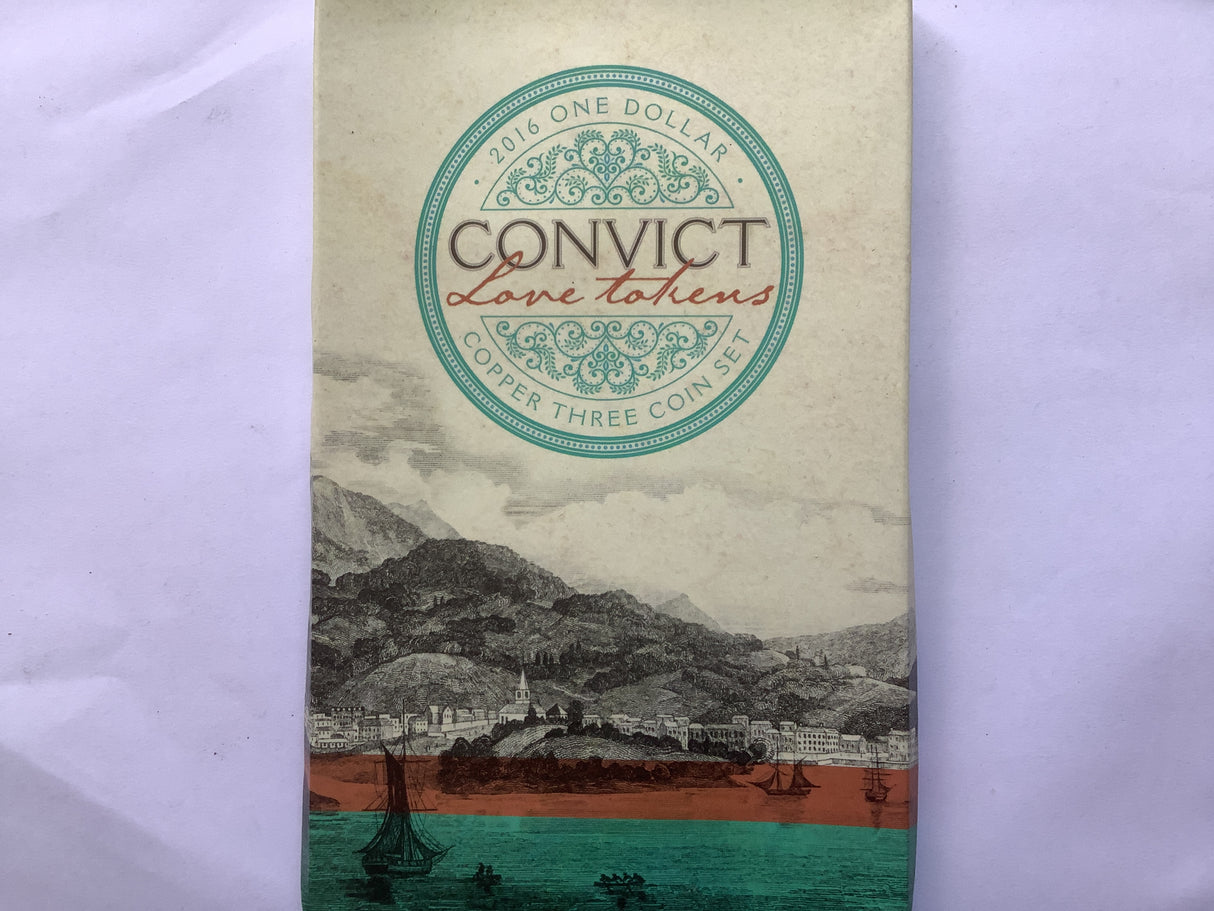 2016 ONE DOLLAR
CONVICT
Love tokens
COPPER THREE COIN SET